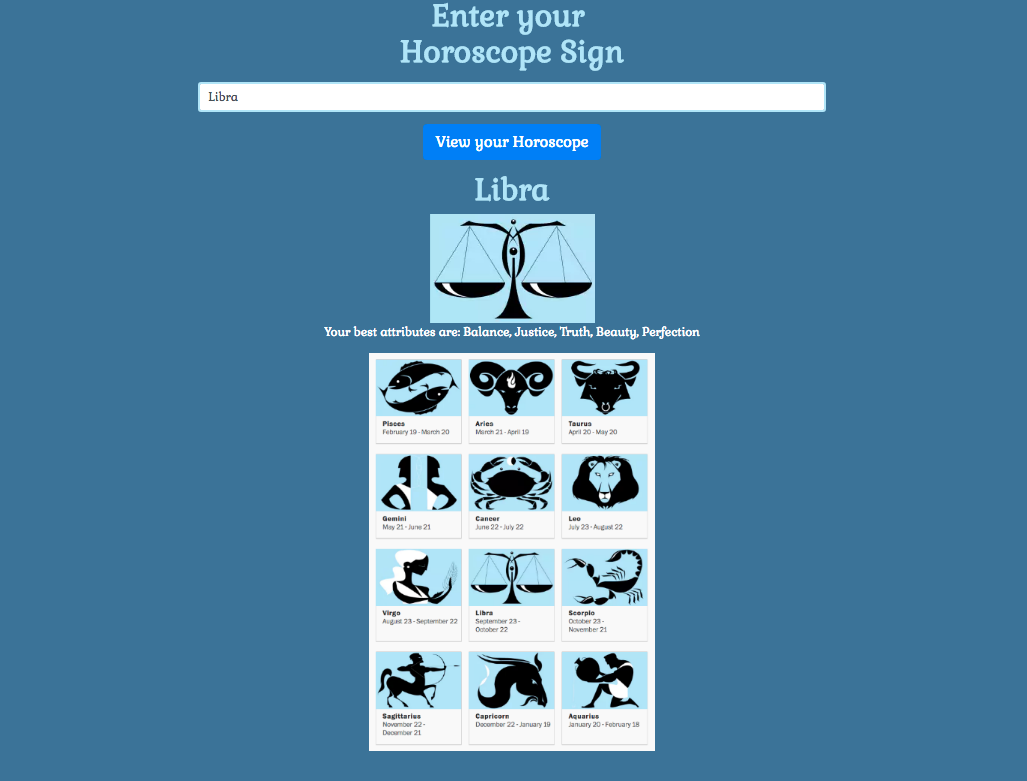 Enter your
Horoscope Sign
Libra
View your Horoscope
Libra
Your best attributes are: Balance, Justice, Truth, Beauty, Perfection
Pisces
February 19 - March 20
Aries
March 21 - April 19
Taurus
April 20 - May 20
Gemini
May 21 - June 21
Cancer
June 22 - July 22
Leo
July 23 - August 22
Virgo
August 23 - September 22
Libra
September 23 -
October 22
Scorpio
October 23 -
November 21
Sagittarius
November 22 -
December 21
Capricorn
December 22 - January 19
Aquarius
January 20 - February 18